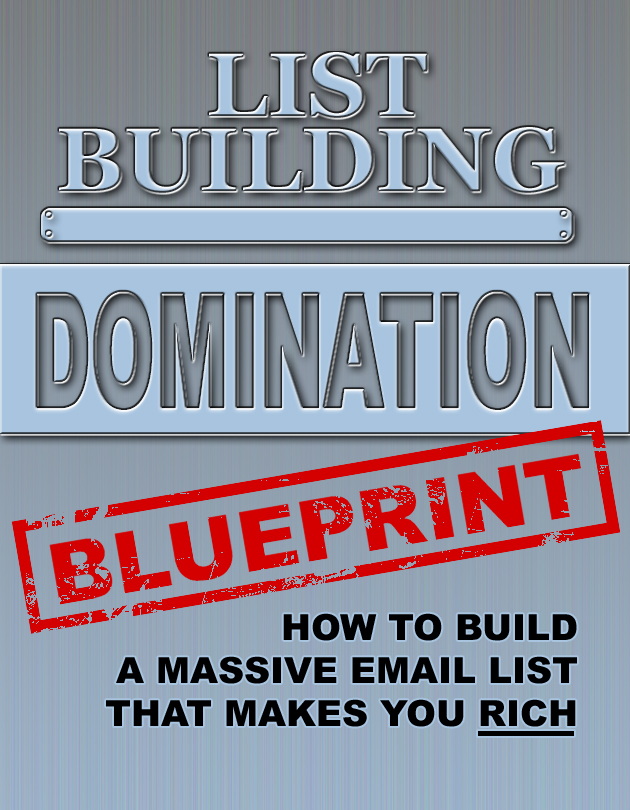 LIST
BUILDING
DOMINATION
BLUEPRINT
HOW TO BUILD
A MASSIVE EMAIL LIST
THAT MAKES YOU RICH